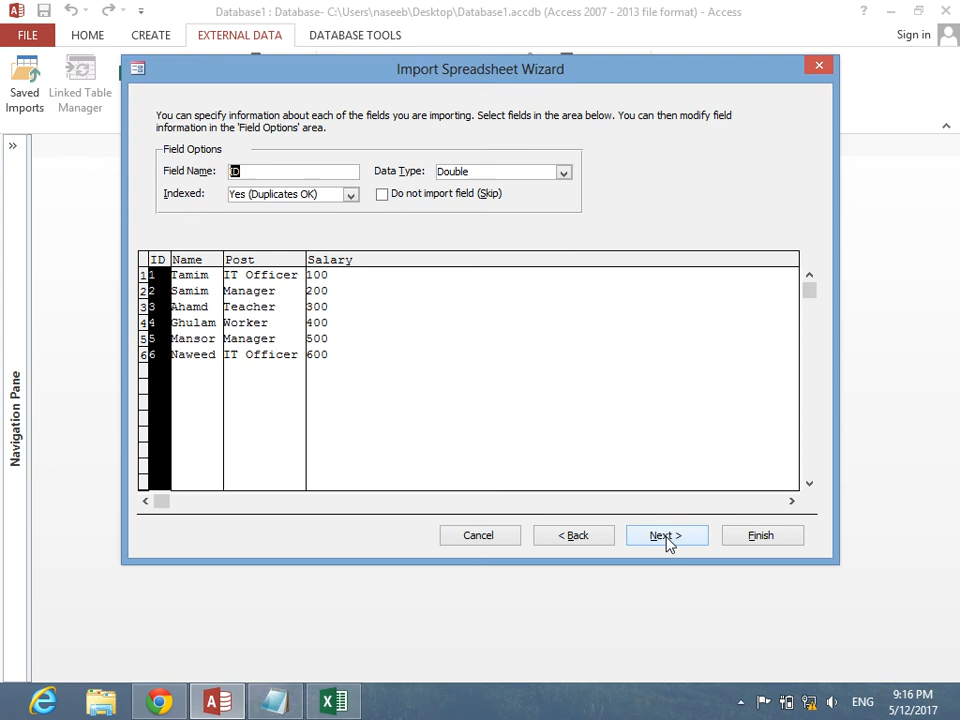 Database1 : Database- C:\Users\naseeb\Desktop\Database1.accdb (Access 2007 - 2013 file format) - Access
FILE HOME CREATE EXTERNAL DATA DATABASE TOOLS Sign in
Saved Imports
Linked Table Manager
Import Spreadsheet Wizard
You can specify information about each of the fields you are importing. Select fields in the area below. You can then modify field
information in the 'Field Options' area.
Field Options
Field Name: ID Data Type: Double
Indexed: Yes (Duplicates OK) Do not import field (Skip)
ID Name Post Salary
1 1 Tamim IT Officer 100
2 2 Samim Manager 200
3 3 Ahamd Teacher 300
4 4 Ghulam Worker 400
5 5 Mansor Manager 500
6 6 Naweed IT Officer 600
Cancel < Back Next > Finish
Navigation Pane
ENG 9:16 PM
5/12/2017